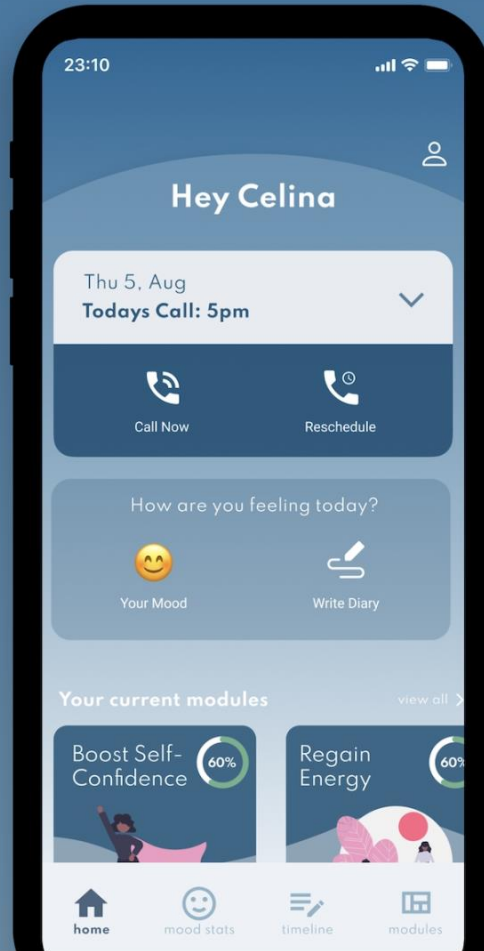 23:10
Hey Celina
Thu 5, Aug
Todays Call: 5pm
Call Now
Reschedule
How are you feeling today?
Your Mood
Write Diary
Your current modules
view all
Boost Self-
Confidence
60%
Regain
Energy
60%
home
mood stats
timeline
modules